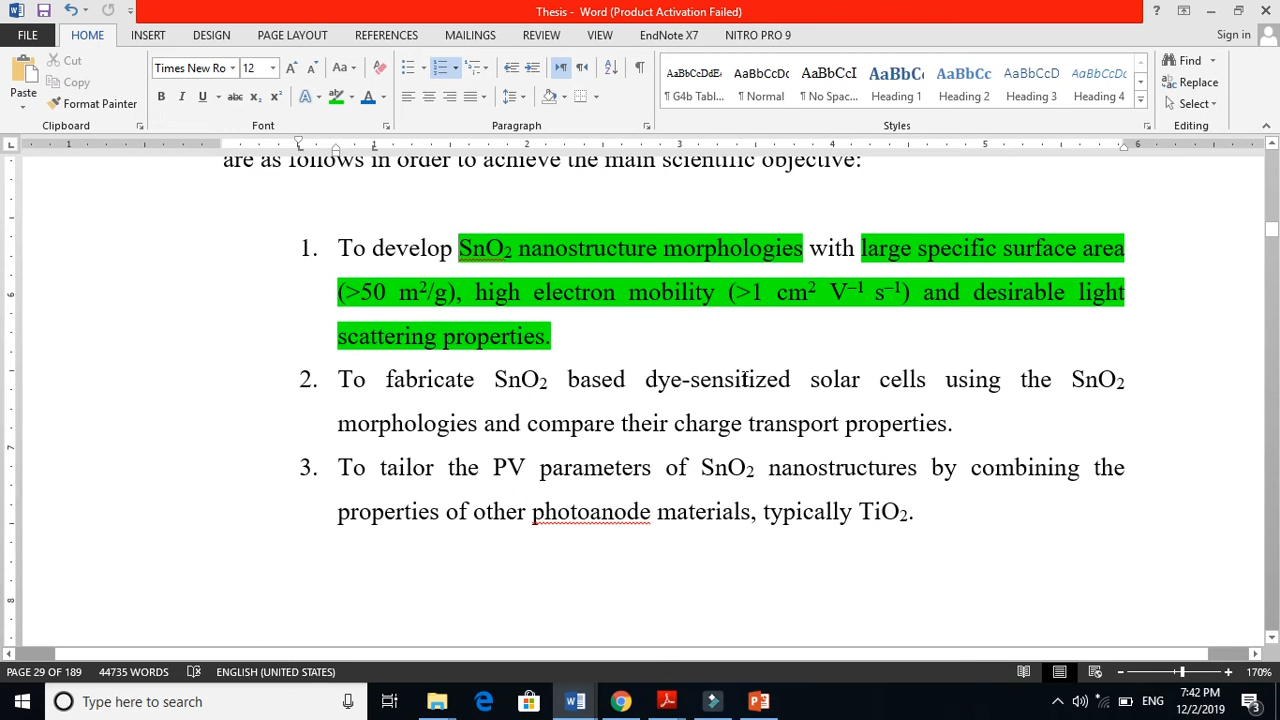 Thesis - Word (Product Activation Failed)
FILE HOME INSERT DESIGN PAGE LAYOUT REFERENCES MAILINGS REVIEW VIEW EndNote X7 NITRO PRO 9 Sign in
Paste Cut Copy Format Painter
Times New Ro 12
AaBbCcDdE AaBbCcDc AaBbCcI AaBbC AaBbC AaBbCcD AaBbCcD
¶ G4b Tabl... ¶ Normal ¶ No Spac... Heading 1 Heading 2 Heading 3 Heading 4
Find Replace Select
Clipboard Font Paragraph Styles Editing
are as follows in order to achieve the main scientific objective:
1. To develop SnO₂ nanostructure morphologies with large specific surface area
(>50 m²/g), high electron mobility (>1 cm² V⁻¹ s⁻¹) and desirable light
scattering properties.
2. To fabricate SnO₂ based dye-sensitized solar cells using the SnO₂
morphologies and compare their charge transport properties.
3. To tailor the PV parameters of SnO₂ nanostructures by combining the
properties of other photoanode materials, typically TiO₂.
PAGE 29 OF 189 44735 WORDS ENGLISH (UNITED STATES) 170%
Type here to search ENG 7:42 PM
12/2/2019 3